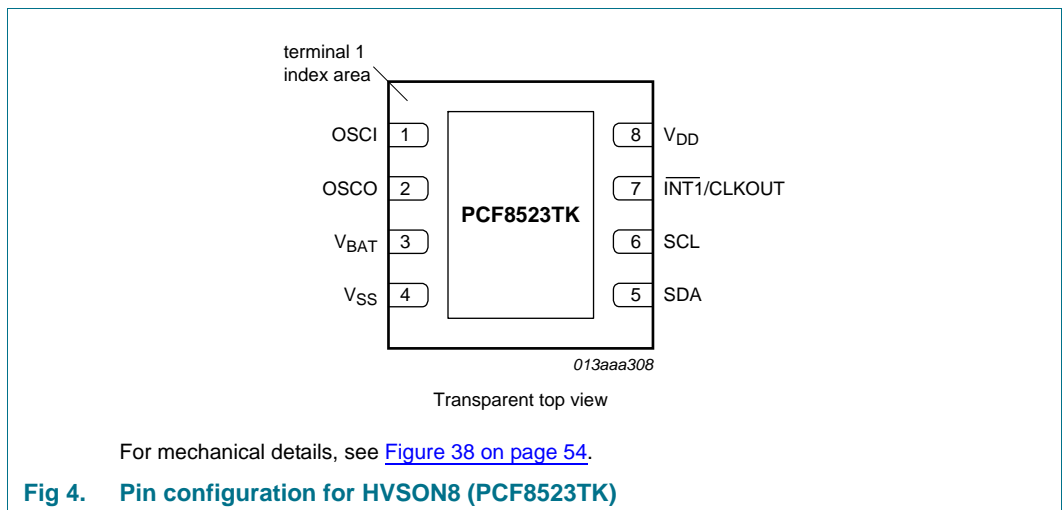 terminal 1
index area
OSCI 1
8 VDD
OSCO 2
7 INT1/CLKOUT
PCF8523TK
VBAT 3
6 SCL
VSS 4
5 SDA
013aaa308
Transparent top view
For mechanical details, see Figure 38 on page 54.
Fig 4. Pin configuration for HVSON8 (PCF8523TK)